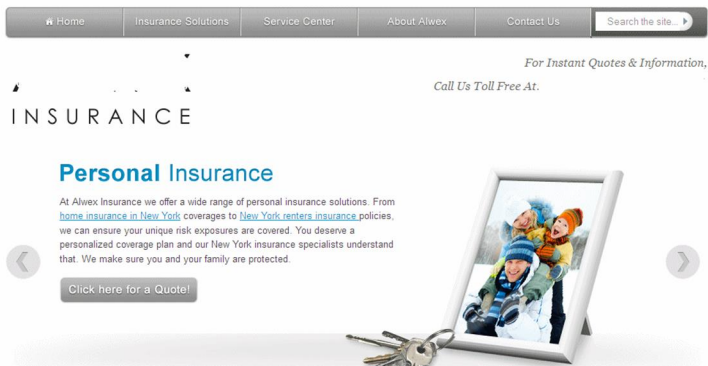 Home
Insurance Solutions
Service Center
About Alwex
Contact Us
Search the site...
For Instant Quotes & Information,
Call Us Toll Free At.
INSURANCE
Personal Insurance
At Alwex Insurance we offer a wide range of personal insurance solutions. From
home insurance in New York coverages to New York renters insurance policies,
we can ensure your unique risk exposures are covered. You deserve a
personalized coverage plan and our New York insurance specialists understand
that. We make sure you and your family are protected.
Click here for a Quote!